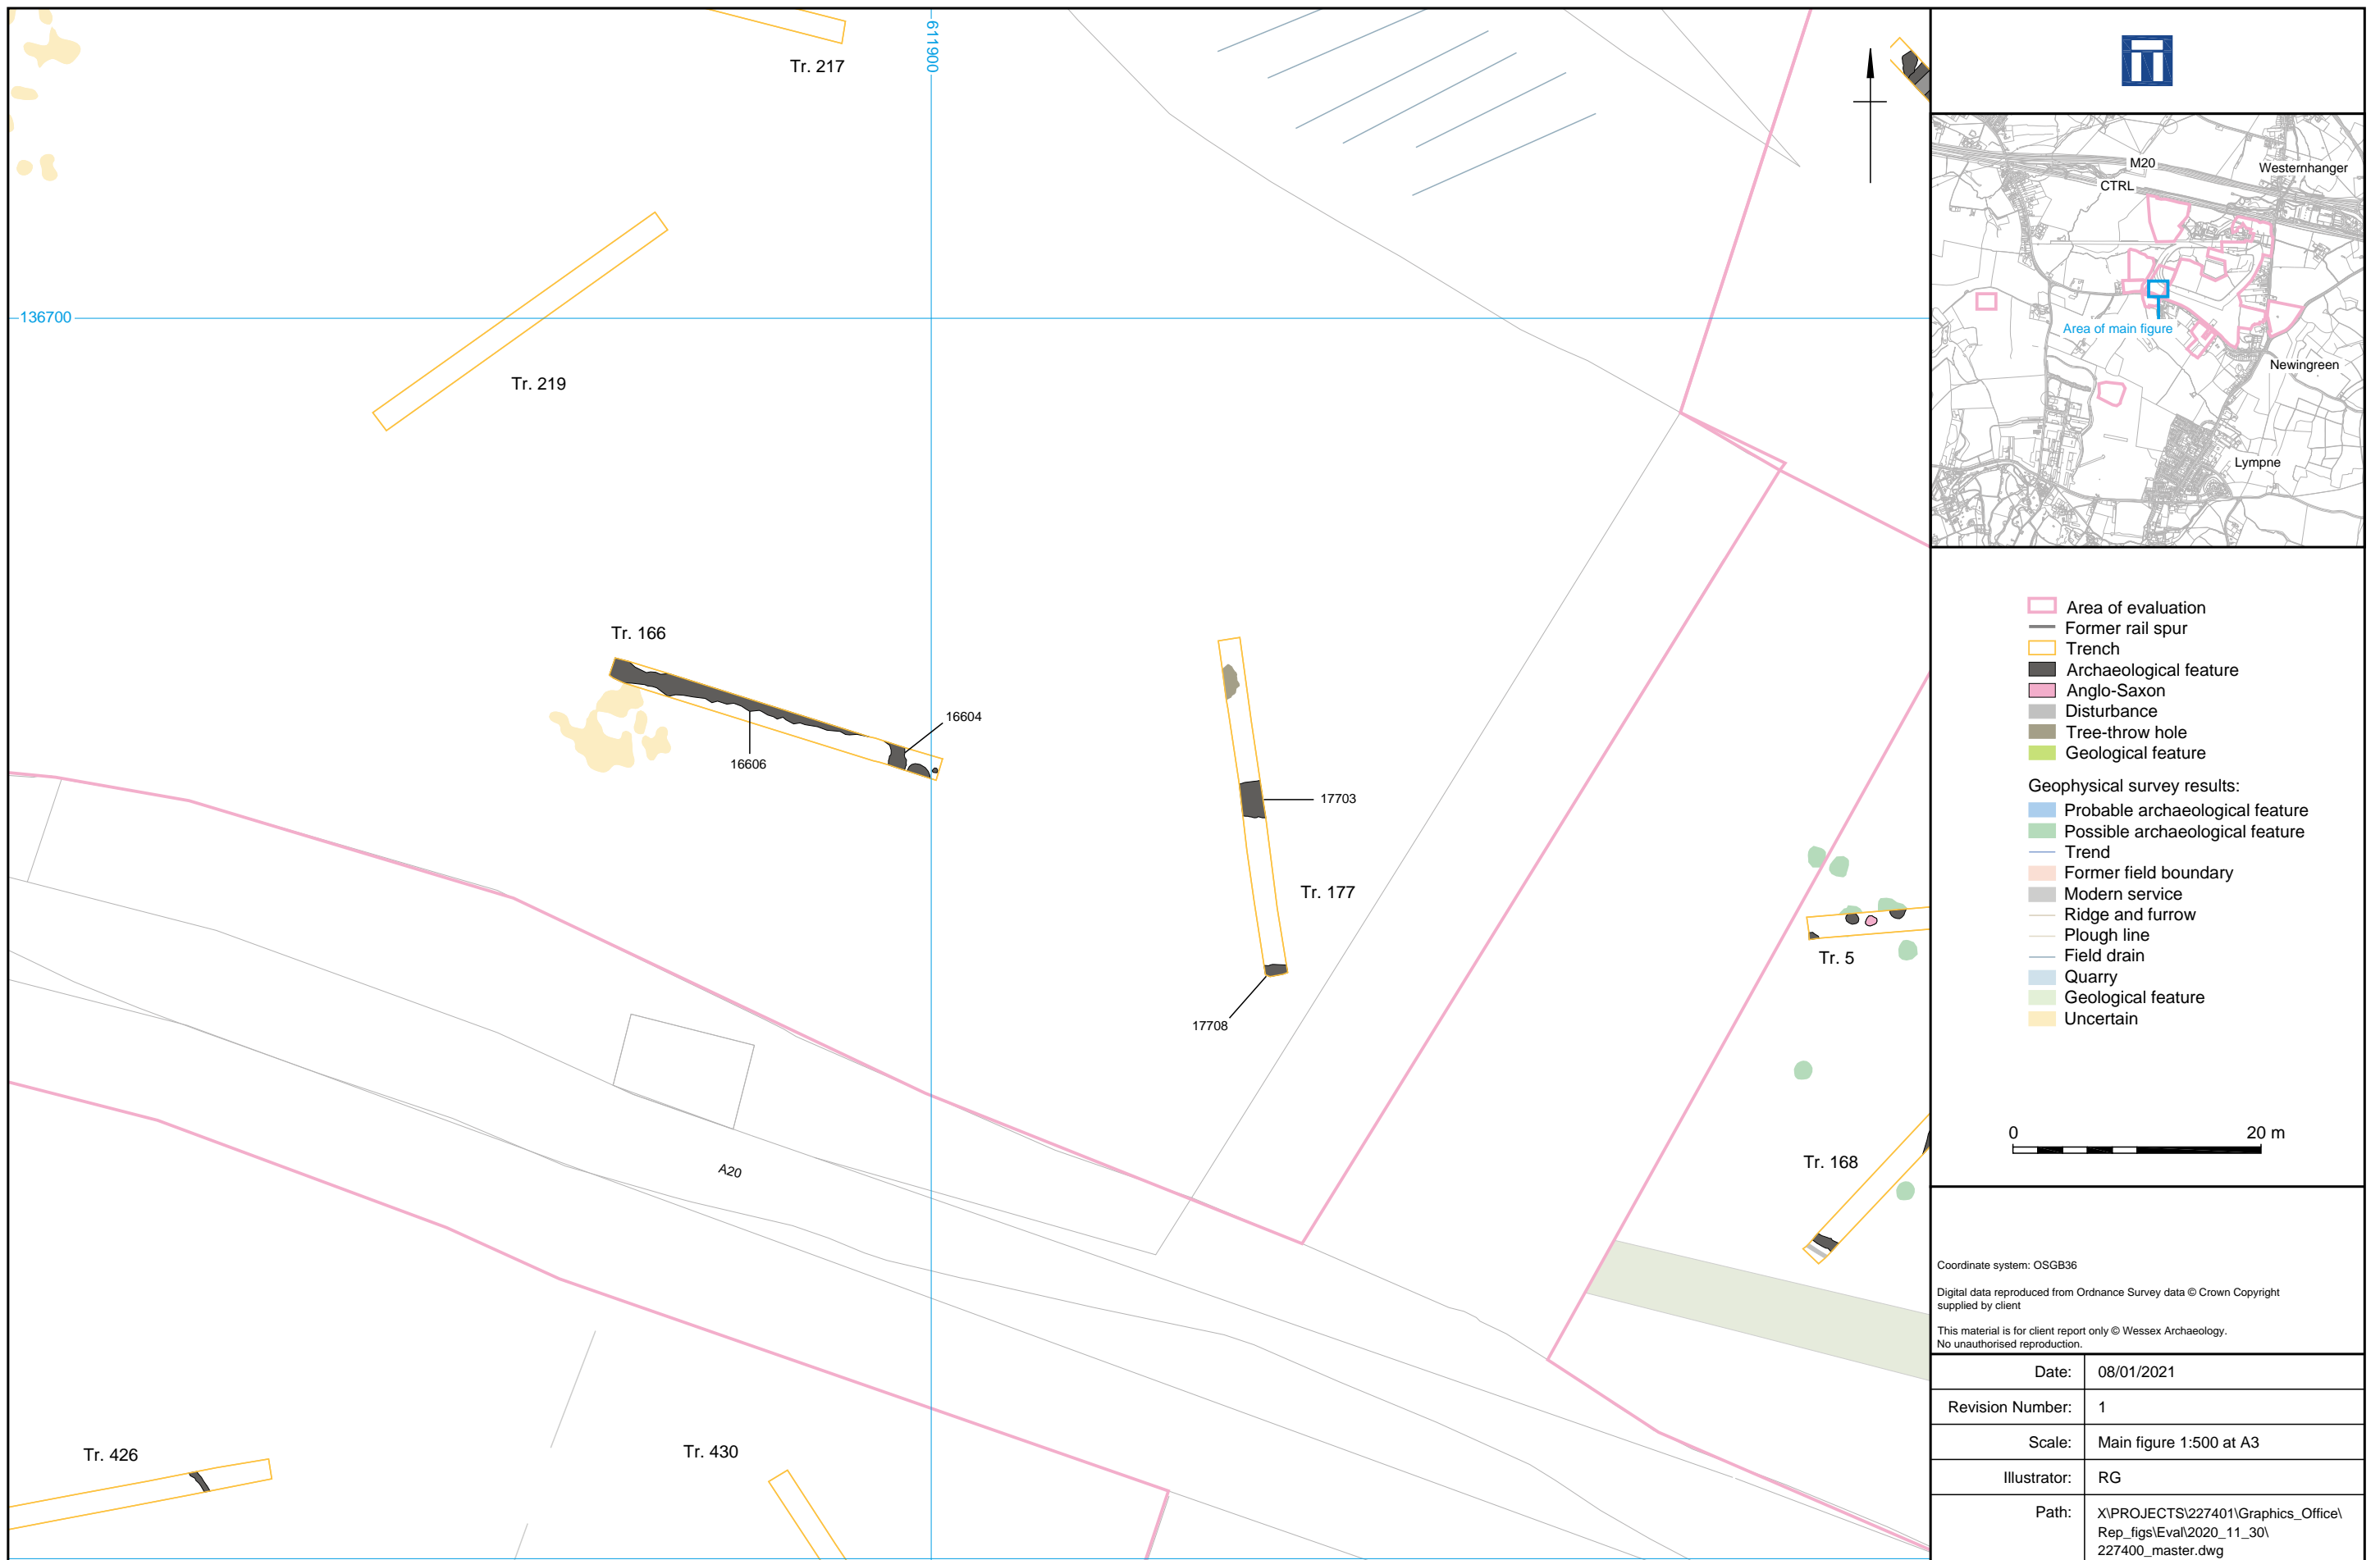 Tr. 217
611900
136700
Tr. 219
Tr. 166
16604
16606
17703
Tr. 177
17708
Tr. 5
Tr. 168
A20
Tr. 426
Tr. 430
M20
CTRL
Westernhanger
Area of main figure
Newingreen
Lympne
Area of evaluation
Former rail spur
Trench
Archaeological feature
Anglo-Saxon
Disturbance
Tree-throw hole
Geological feature
Geophysical survey results:
Probable archaeological feature
Possible archaeological feature
Trend
Former field boundary
Modern service
Ridge and furrow
Plough line
Field drain
Quarry
Geological feature
Uncertain
0 20 m
Coordinate system: OSGB36
Digital data reproduced from Ordnance Survey data © Crown Copyright
supplied by client
This material is for client report only © Wessex Archaeology.
No unauthorised reproduction.
Date: 08/01/2021
Revision Number: 1
Scale: Main figure 1:500 at A3
Illustrator: RG
Path: X\PROJECTS\227401\Graphics_Office\
Rep_figs\Eval\2020_11_30\
227400_master.dwg